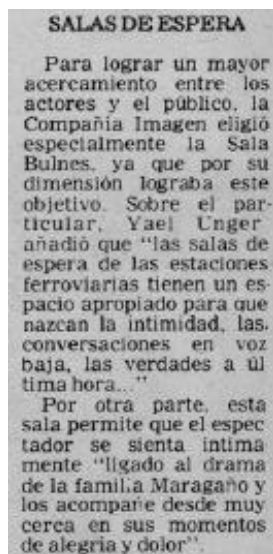 SALAS DE ESPERA
Para lograr un mayor
acercamiento entre los
actores y el público, la
Compañía Imagen eligió
especialmente la Sala
Bulnes, ya que por su
dimensión lograba este
objetivo. Sobre el par-
ticular, Yael Unger
añadió que "las salas de
espera de las estaciones
ferroviarias tienen un es-
pacio apropiado para que
nazcan la intimidad, las
conversaciones en voz
baja, las verdades a úl
tima hora..."
Por otra parte, esta
sala permite que el espec
tador se sienta intima
mente "ligado al drama
de la familia Maragaño y
los acompañe desde muy
cerca en sus momentos
de alegría y dolor".